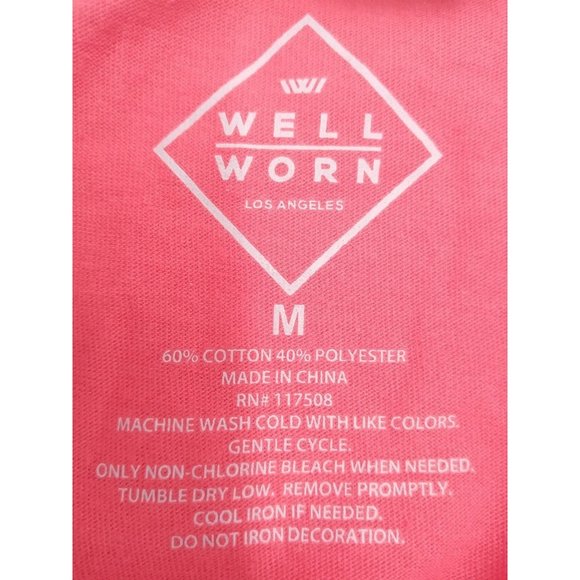 WELL
WORN
LOS ANGELES
M
60% COTTON 40% POLYESTER
MADE IN CHINA
RN# 117508
MACHINE WASH COLD WITH LIKE COLORS.
GENTLE CYCLE.
ONLY NON-CHLORINE BLEACH WHEN NEEDED.
TUMBLE DRY LOW. REMOVE PROMPTLY.
COOL IRON IF NEEDED.
DO NOT IRON DECORATION.